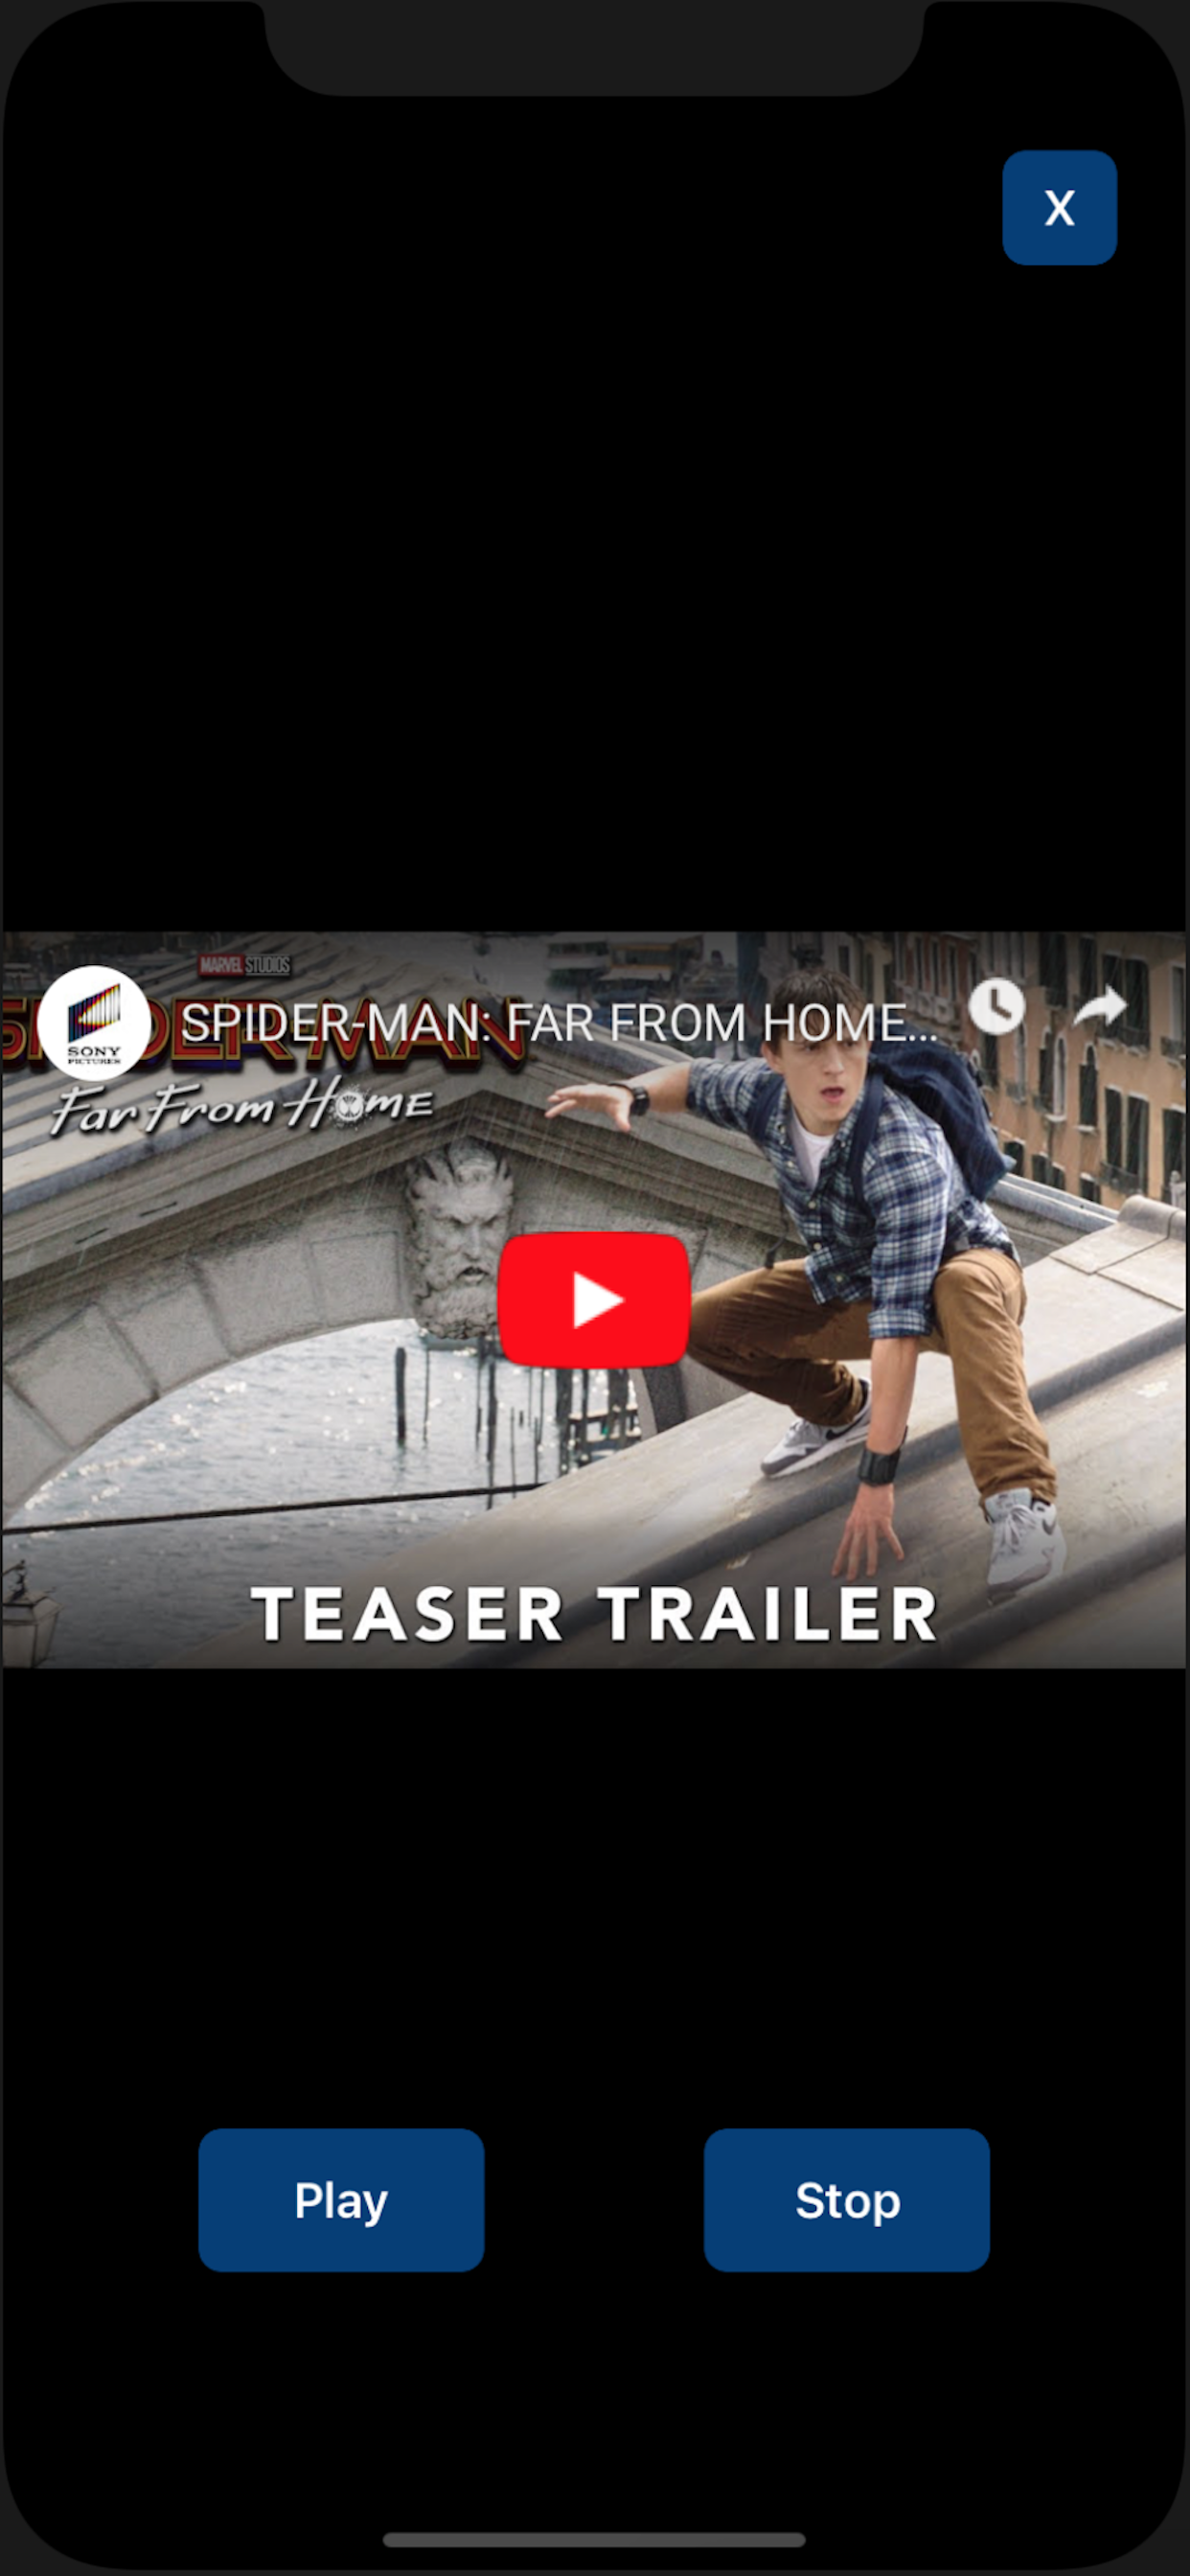 X
MARVEL STUDIOS
SPIDER-MAN: FAR FROM HOME...
SPIDER-MAN
SONY
PICTURES
Far From Home
TEASER TRAILER
Play
Stop